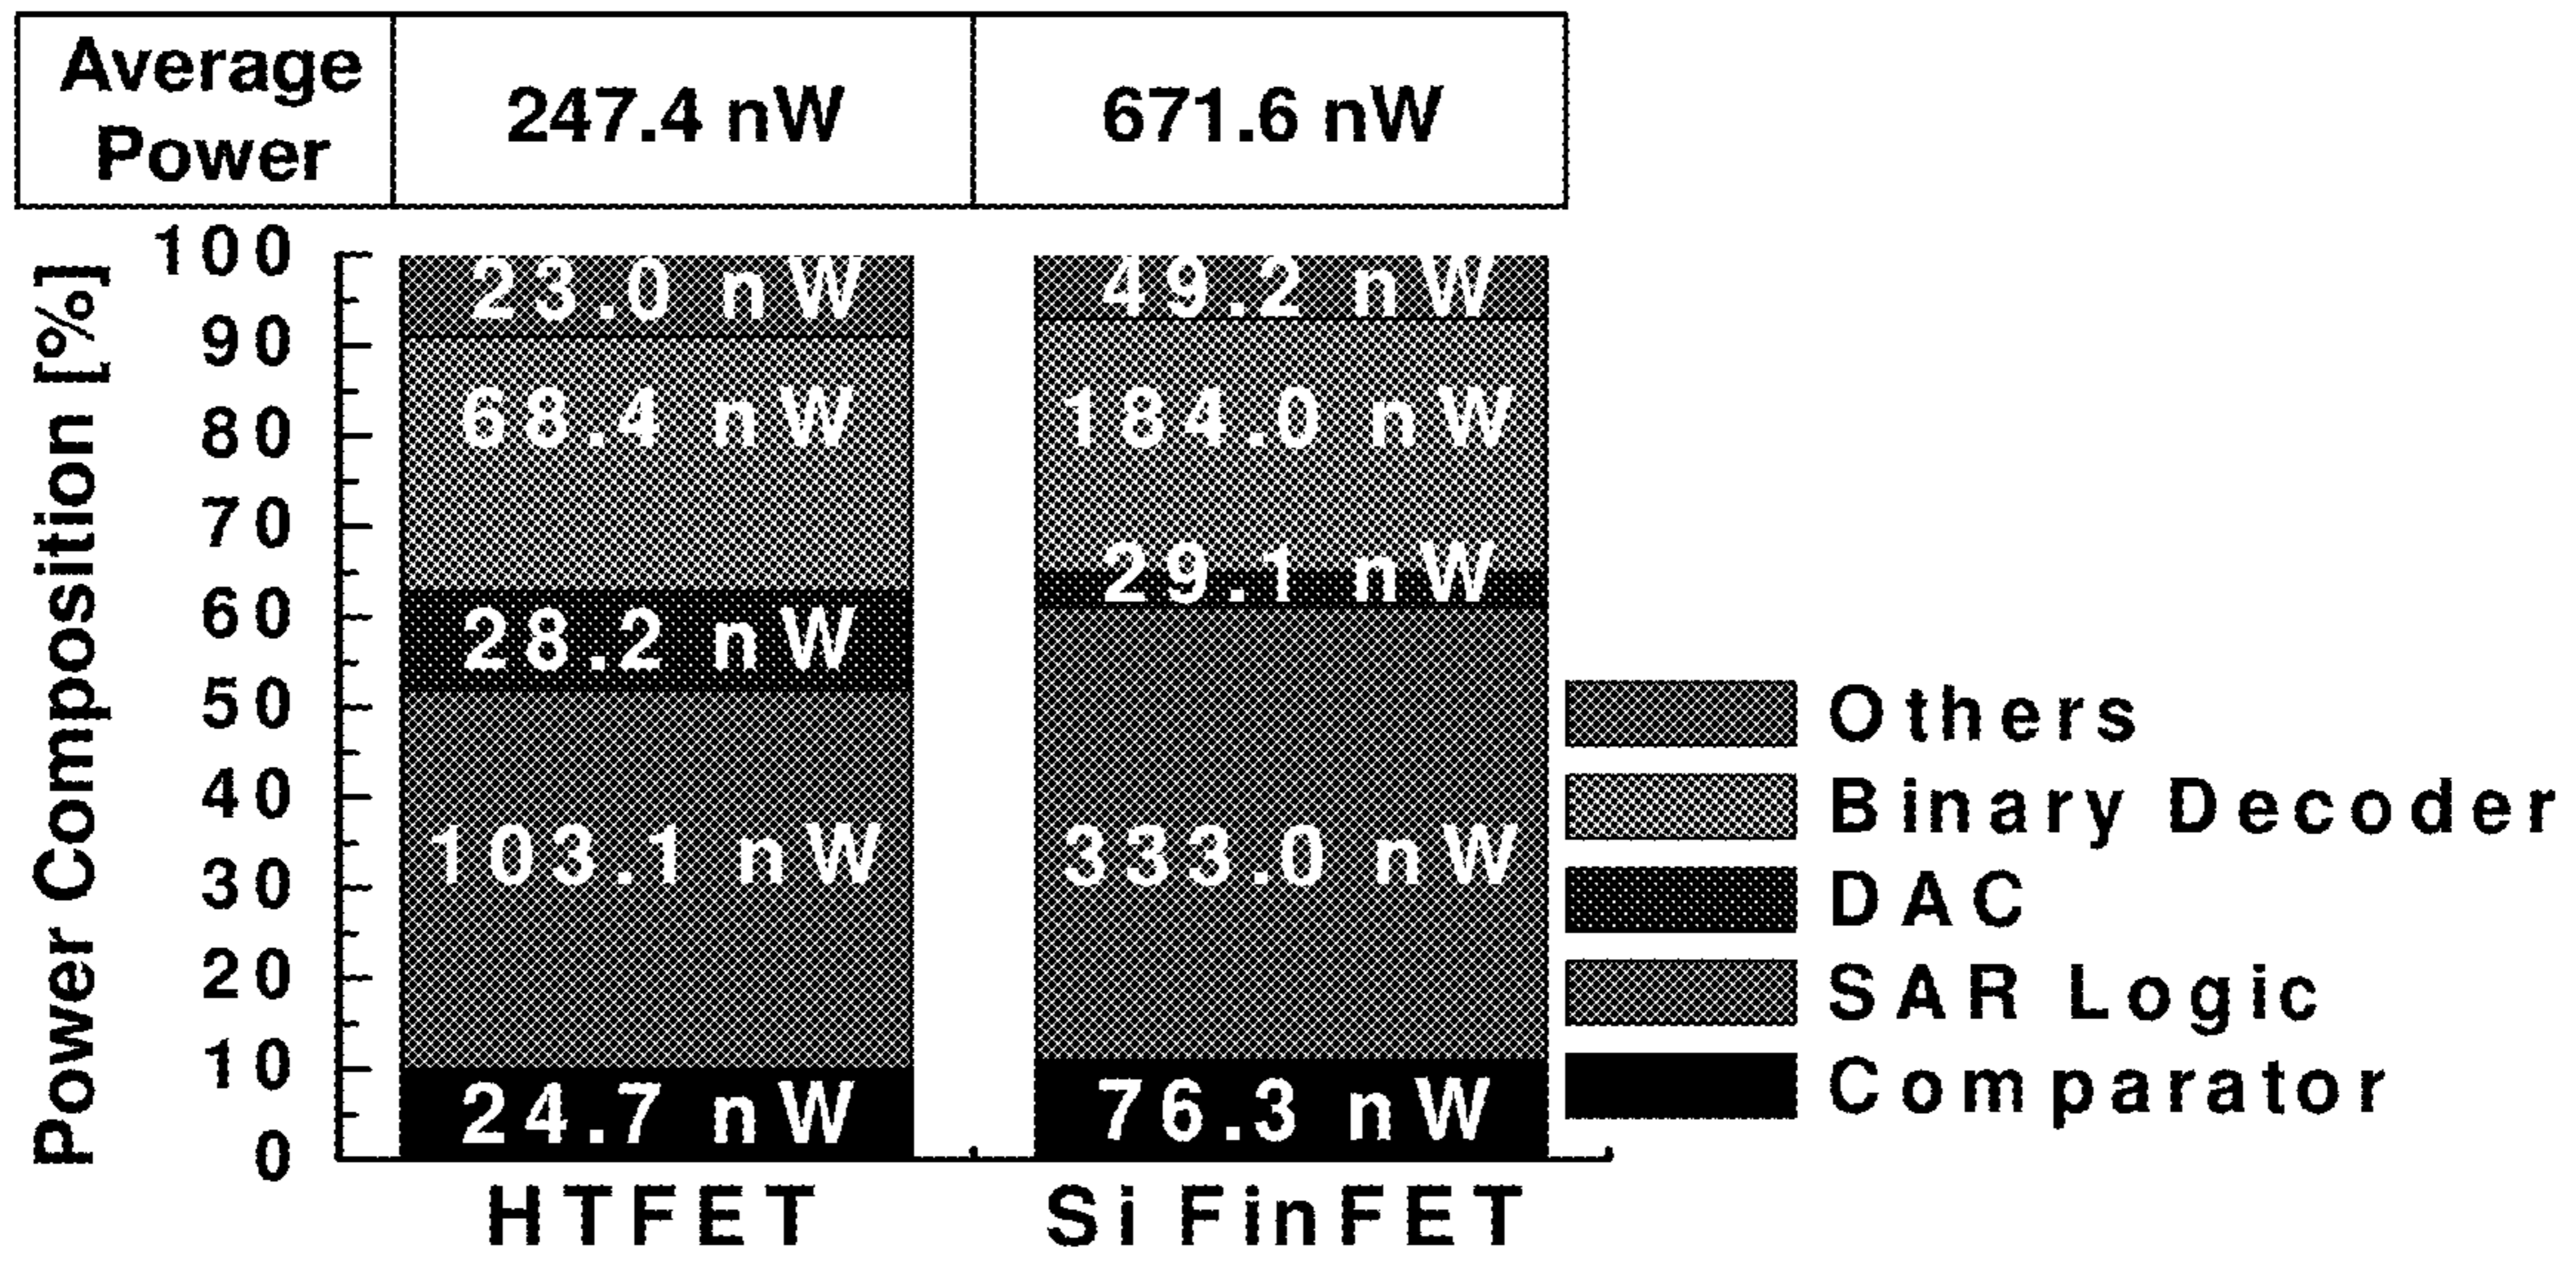 Average
Power
247.4 nW
671.6 nW
Power Composition [%]
100
90
80
70
60
50
40
30
20
10
0
23.0 nW
68.4 nW
28.2 nW
103.1 nW
24.7 nW
49.2 nW
184.0 nW
29.1 nW
333.0 nW
76.3 nW
HTFET
Si FinFET
Others
Binary Decoder
DAC
SAR Logic
Comparator